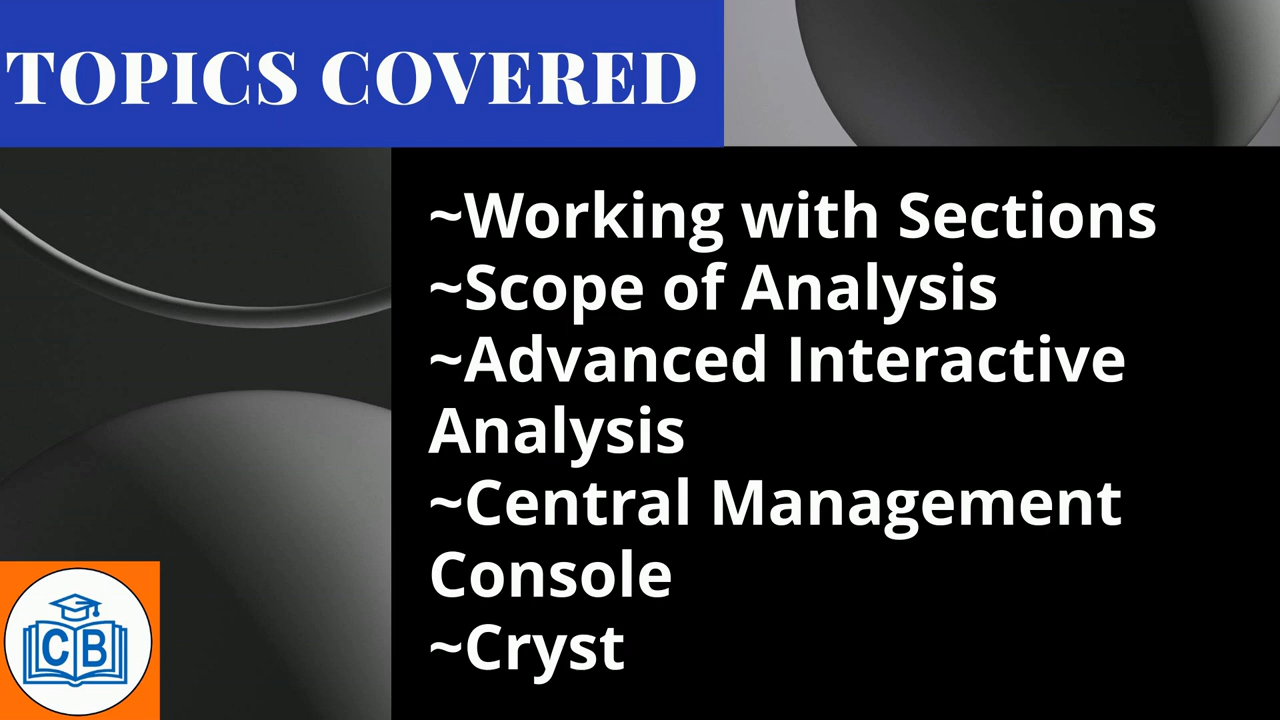 TOPICS COVERED
~Working with Sections
~Scope of Analysis
~Advanced Interactive
Analysis
~Central Management
Console
~Cryst
CB